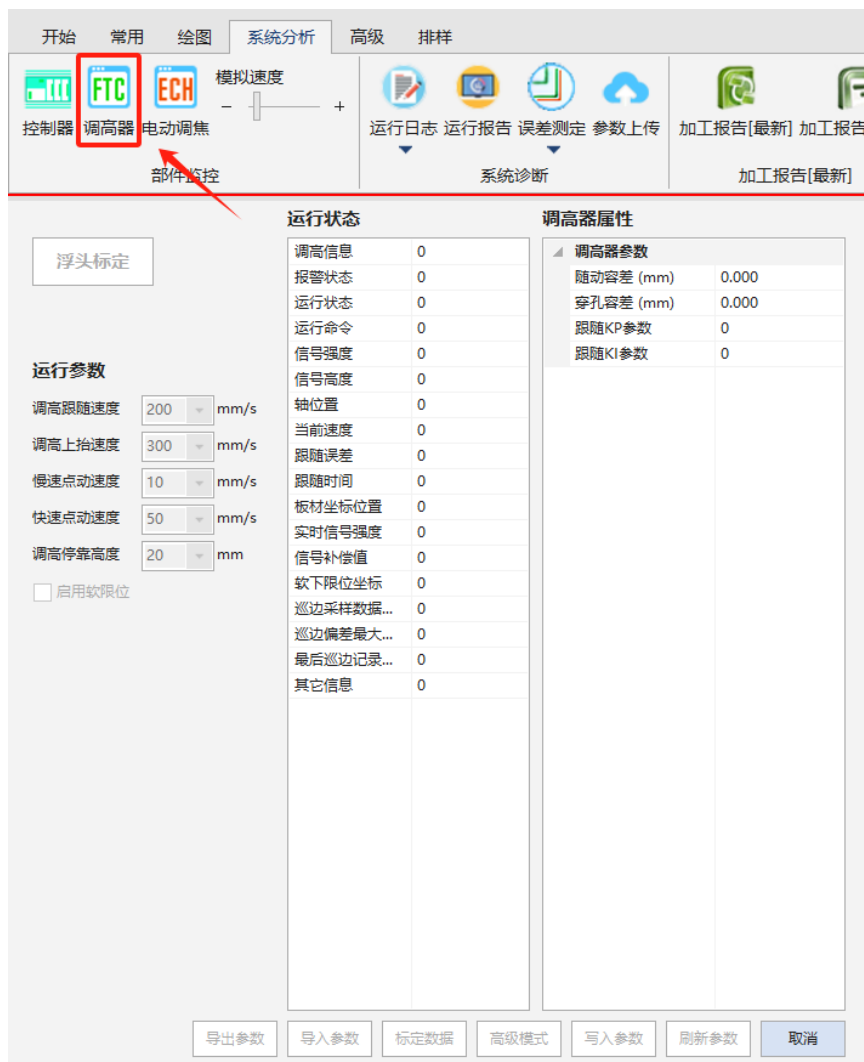 开始 常用 绘图 系统分析 高级 排样
FTC ECH 模拟速度
- +
控制器 调高器 电动调焦 运行日志 运行报告 误差测定 参数上传 加工报告[最新] 加工报告
部件监控 系统诊断 加工报告[最新]
浮头标定
运行参数
调高跟随速度 200 mm/s
调高上抬速度 300 mm/s
慢速点动速度 10 mm/s
快速点动速度 50 mm/s
调高停靠高度 20 mm
启用软限位
运行状态
调高信息 0
报警状态 0
运行状态 0
运行命令 0
信号强度 0
信号高度 0
轴位置 0
当前速度 0
跟随误差 0
跟随时间 0
板材坐标位置 0
实时信号强度 0
信号补偿值 0
软下限位坐标 0
巡边采样数据... 0
巡边偏差最大... 0
最后巡边记录... 0
其它信息 0
调高器属性
调高器参数
随动容差 (mm) 0.000
穿孔容差 (mm) 0.000
跟随KP参数 0
跟随KI参数 0
导出参数 导入参数 标定数据 高级模式 写入参数 刷新参数 取消